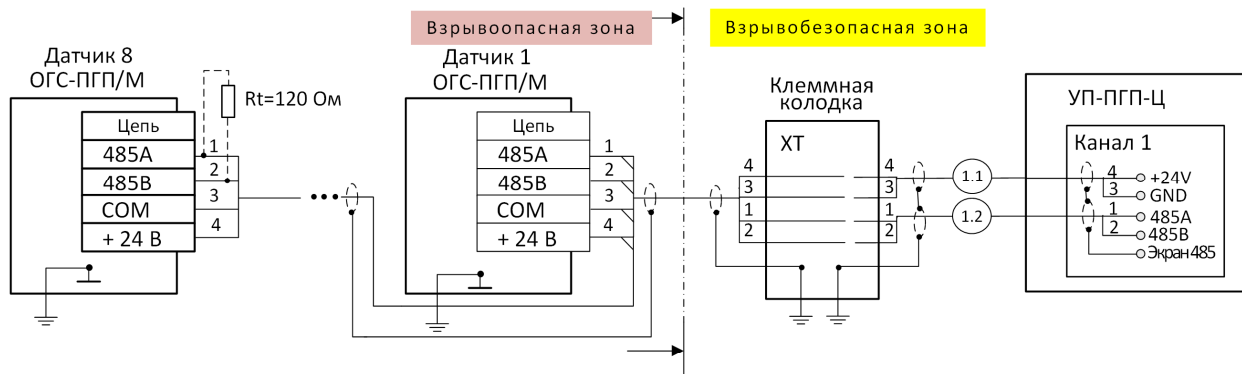 Взрывоопасная зона
Взрывобезопасная зона
Датчик 8
ОГС-ПГП/М
Rt=120 Ом
Цепь
485A
485B
COM
+ 24 В
1
2
3
4
Датчик 1
ОГС-ПГП/М
Цепь
485A
485B
COM
+ 24 В
1
2
3
4
Клеммная
колодка
XT
4
3
1
2
4
3
1
2
1.1
1.2
УП-ПГП-Ц
Канал 1
4
3
1
2
+24V
GND
485A
485B
Экран485